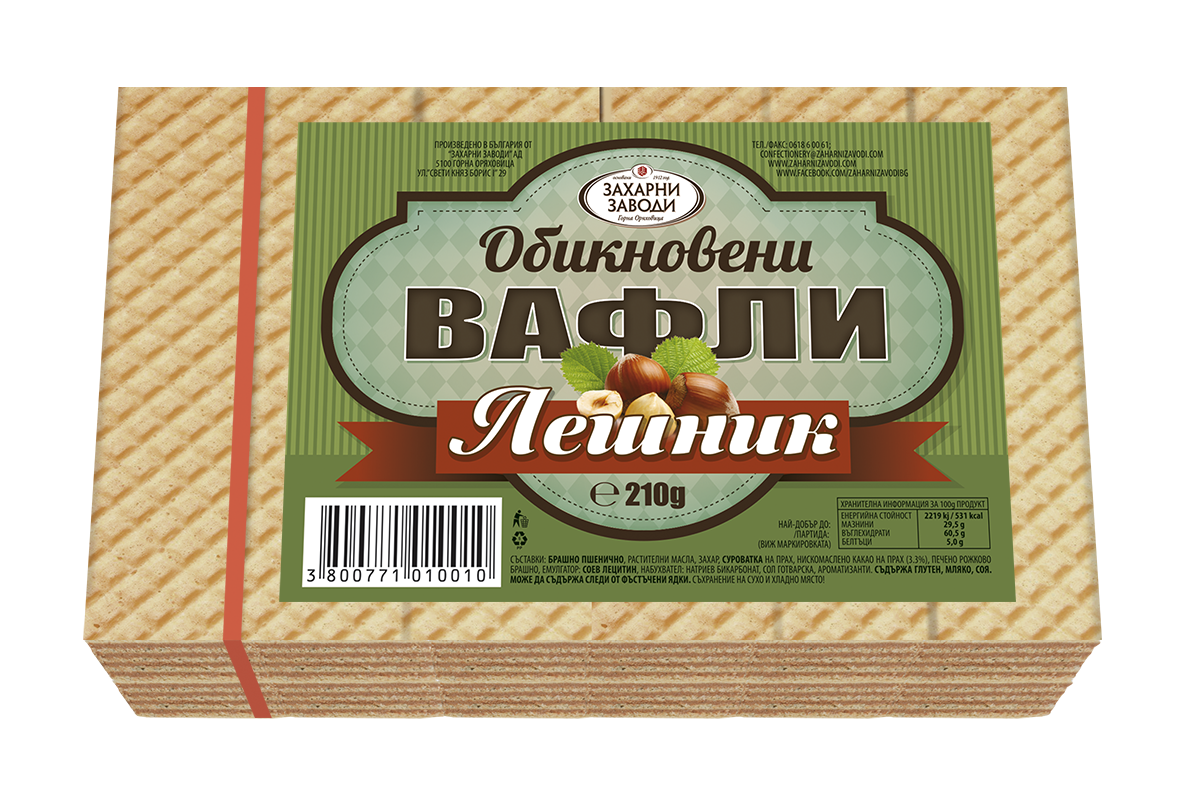 ПРОИЗВЕДЕНО В БЪЛГАРИЯ ОТ
"ЗАХАРНИ ЗАВОДИ" АД
5100 ГОРНА ОРЯХОВИЦА
УЛ."СВЕТИ КНЯЗ БОРИС I" 29
ТЕЛ./ФАКС: 0618 6 00 61;
CONFECTIONERY@ZAHARNIZAVODI.COM
WWW.ZAHARNIZAVODI.COM
WWW.FACEBOOK.COM/ZAHARNIZAVODIBG
основани 1912 год
ЗАХАРНИ
ЗАВОДИ
Горна Оряховица
Обикновени
ВАФЛИ
Лешник
℮ 210g
3 800771 010010
НАЙ-ДОБЪР ДО:
/ПАРТИДА:
(ВИЖ МАРКИРОВКАТА)
ХРАНИТЕЛНА ИНФОРМАЦИЯ ЗА 100g ПРОДУКТ
ЕНЕРГИЙНА СТОЙНОСТ 2219 kj / 531 kcal
МАЗНИНИ 29,5 g
ВЪГЛЕХИДРАТИ 60,5 g
БЕЛТЪЦИ 5,0 g
СЪСТАВКИ: БРАШНО ПШЕНИЧНО, РАСТИТЕЛНИ МАСЛА, ЗАХАР, СУРОВАТКА НА ПРАХ, НИСКОМАСЛЕНО КАКАО НА ПРАХ (3.3%), ПЕЧЕНО РОЖКОВО
БРАШНО, ЕМУЛГАТОР: СОЕВ ЛЕЦИТИН, НАБУХВАТЕЛ: НАТРИЕВ БИКАРБОНАТ, СОЛ ГОТВАРСКА, АРОМАТИЗАНТИ. СЪДЪРЖА ГЛУТЕН, МЛЯКО, СОЯ.
МОЖЕ ДА СЪДЪРЖА СЛЕДИ ОТ ФЪСТЪЧЕНИ ЯДКИ. СЪХРАНЕНИЕ НА СУХО И ХЛАДНО МЯСТО!